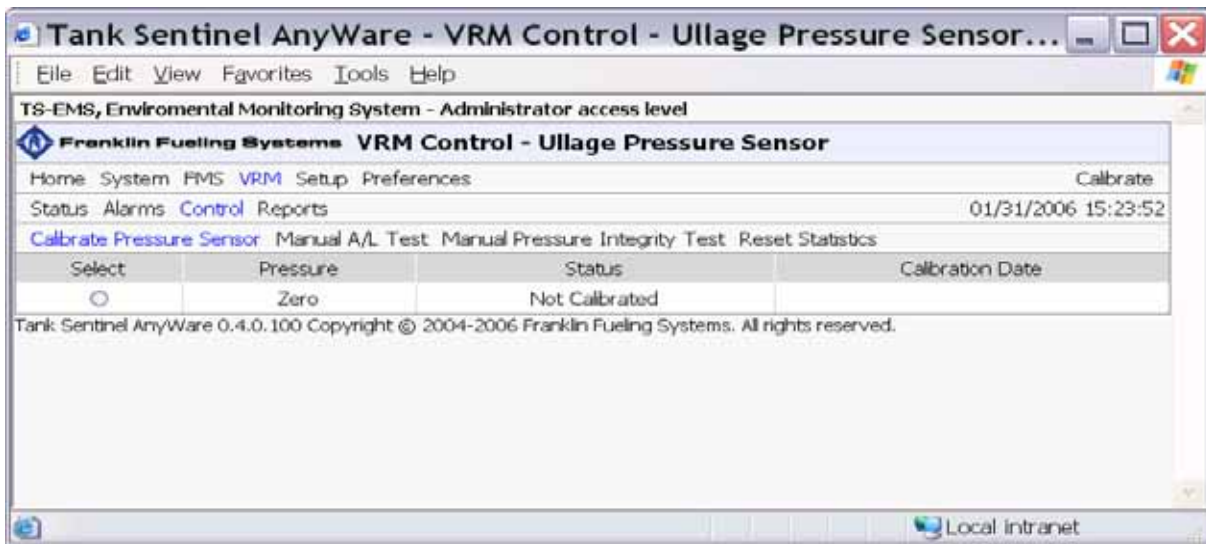 Tank Sentinel AnyWare - VRM Control - Ullage Pressure Sensor...
File Edit View Favorites Tools Help
TS-EMS, Enviromental Monitoring System - Administrator access level
Franklin Fueling Systems VRM Control - Ullage Pressure Sensor
Home System FMS VRM Setup Preferences Calibrate
Status Alarms Control Reports 01/31/2006 15:23:52
Calibrate Pressure Sensor Manual A/L Test Manual Pressure Integrity Test Reset Statistics
Select Pressure Status Calibration Date
Zero Not Calibrated
Tank Sentinel AnyWare 0.4.0.100 Copyright © 2004-2006 Franklin Fueling Systems. All rights reserved.
Local intranet